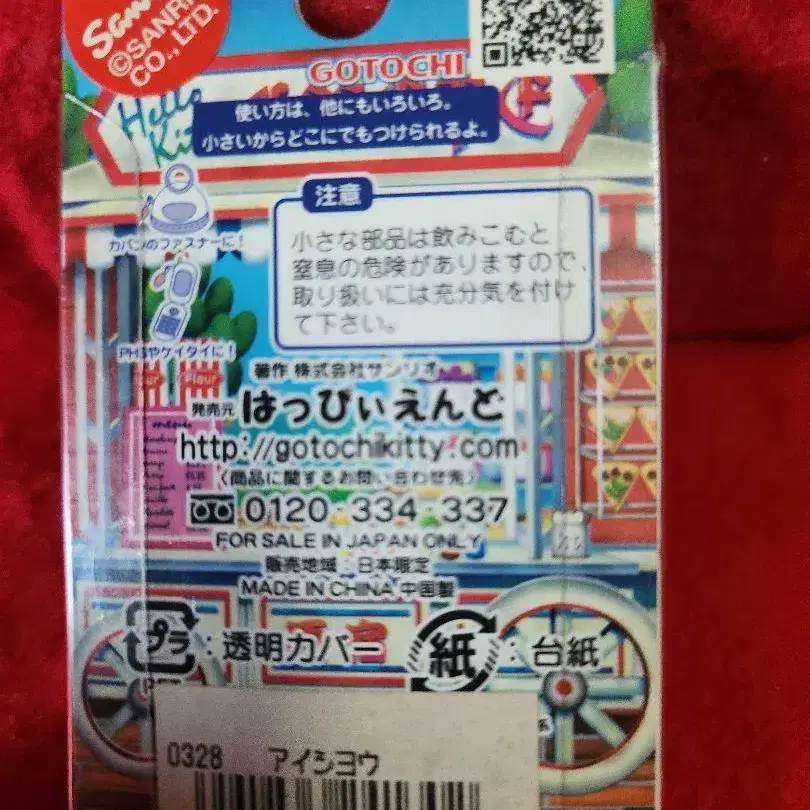 ©SANRIO
CO., LTD.
GOTOCHI
Hello
使い方は、他にもいろいろ。
小さいからどこにでもつけられるよ。
注意
カバンのファスナーに!
小さな部品は飲みこむと
窒息の危険がありますので、
取り扱いには充分気を付け
て下さい。
PHSやケイタイに!
著作 株式会社サンリオ
発売元 はっぴぃえんど
http://gotochikitty.com
〈商品に関するお問い合わせ先〉
0120-334-337
FOR SALE IN JAPAN ONLY
販売地域:日本限定
MADE IN CHINA 中国製
Flour
menu
プラ:透明カバー
紙:台紙
0328 アイシヨウ